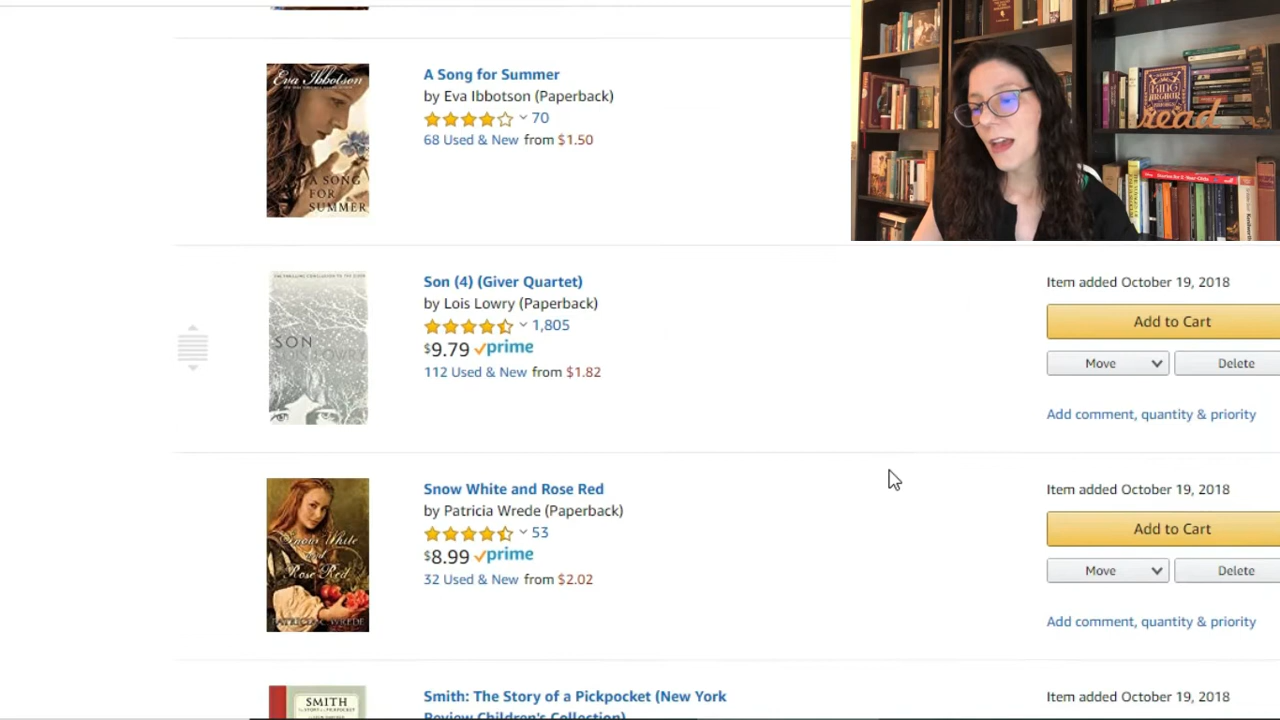 Eva Ibbotson
A SONG
FOR
SUMMER
A Song for Summer
by Eva Ibbotson (Paperback)
70
68 Used & New from $1.50
KING
ARTHUR
read
SON
Son (4) (Giver Quartet)
by Lois Lowry (Paperback)
1,805
$9.79 prime
112 Used & New from $1.82
Item added October 19, 2018
Add to Cart
Move
Delete
Add comment, quantity & priority
Snow White
and
Rose Red
PATRICIA C. WREDE
Snow White and Rose Red
by Patricia Wrede (Paperback)
53
$8.99 prime
32 Used & New from $2.02
Item added October 19, 2018
Add to Cart
Move
Delete
Add comment, quantity & priority
SMITH
Smith: The Story of a Pickpocket (New York
Review Children's Collection)
Item added October 19, 2018